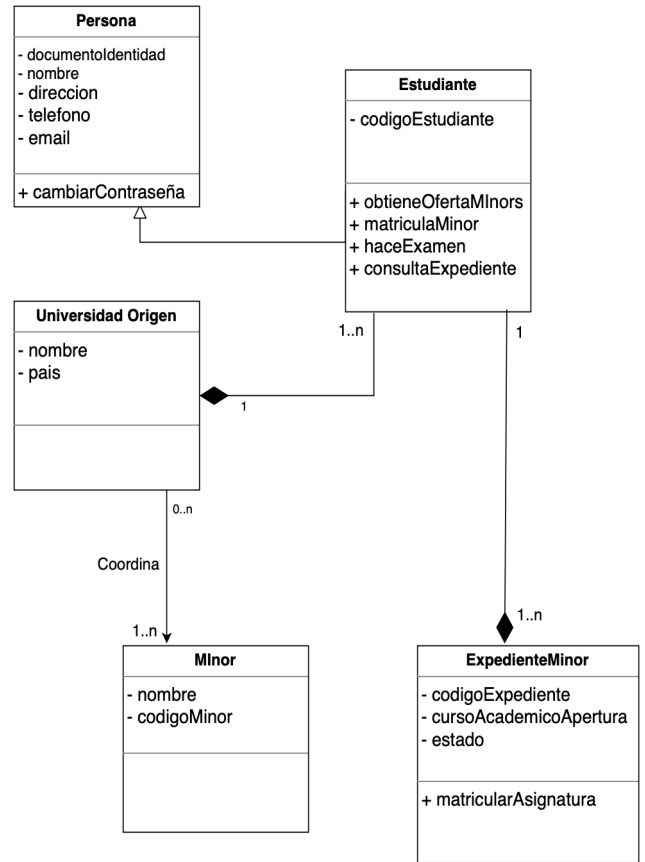 Persona
- documentoIdentidad
- nombre
- direccion
- telefono
- email
+ cambiarContraseña
Estudiante
- codigoEstudiante
+ obtieneOfertaMInors
+ matriculaMinor
+ haceExamen
+ consultaExpediente
Universidad Origen
- nombre
- pais
1..n
1
1
0..n
Coordina
1..n
1..n
MInor
- nombre
- codigoMinor
ExpedienteMinor
- codigoExpediente
- cursoAcademicoApertura
- estado
+ matricularAsignatura